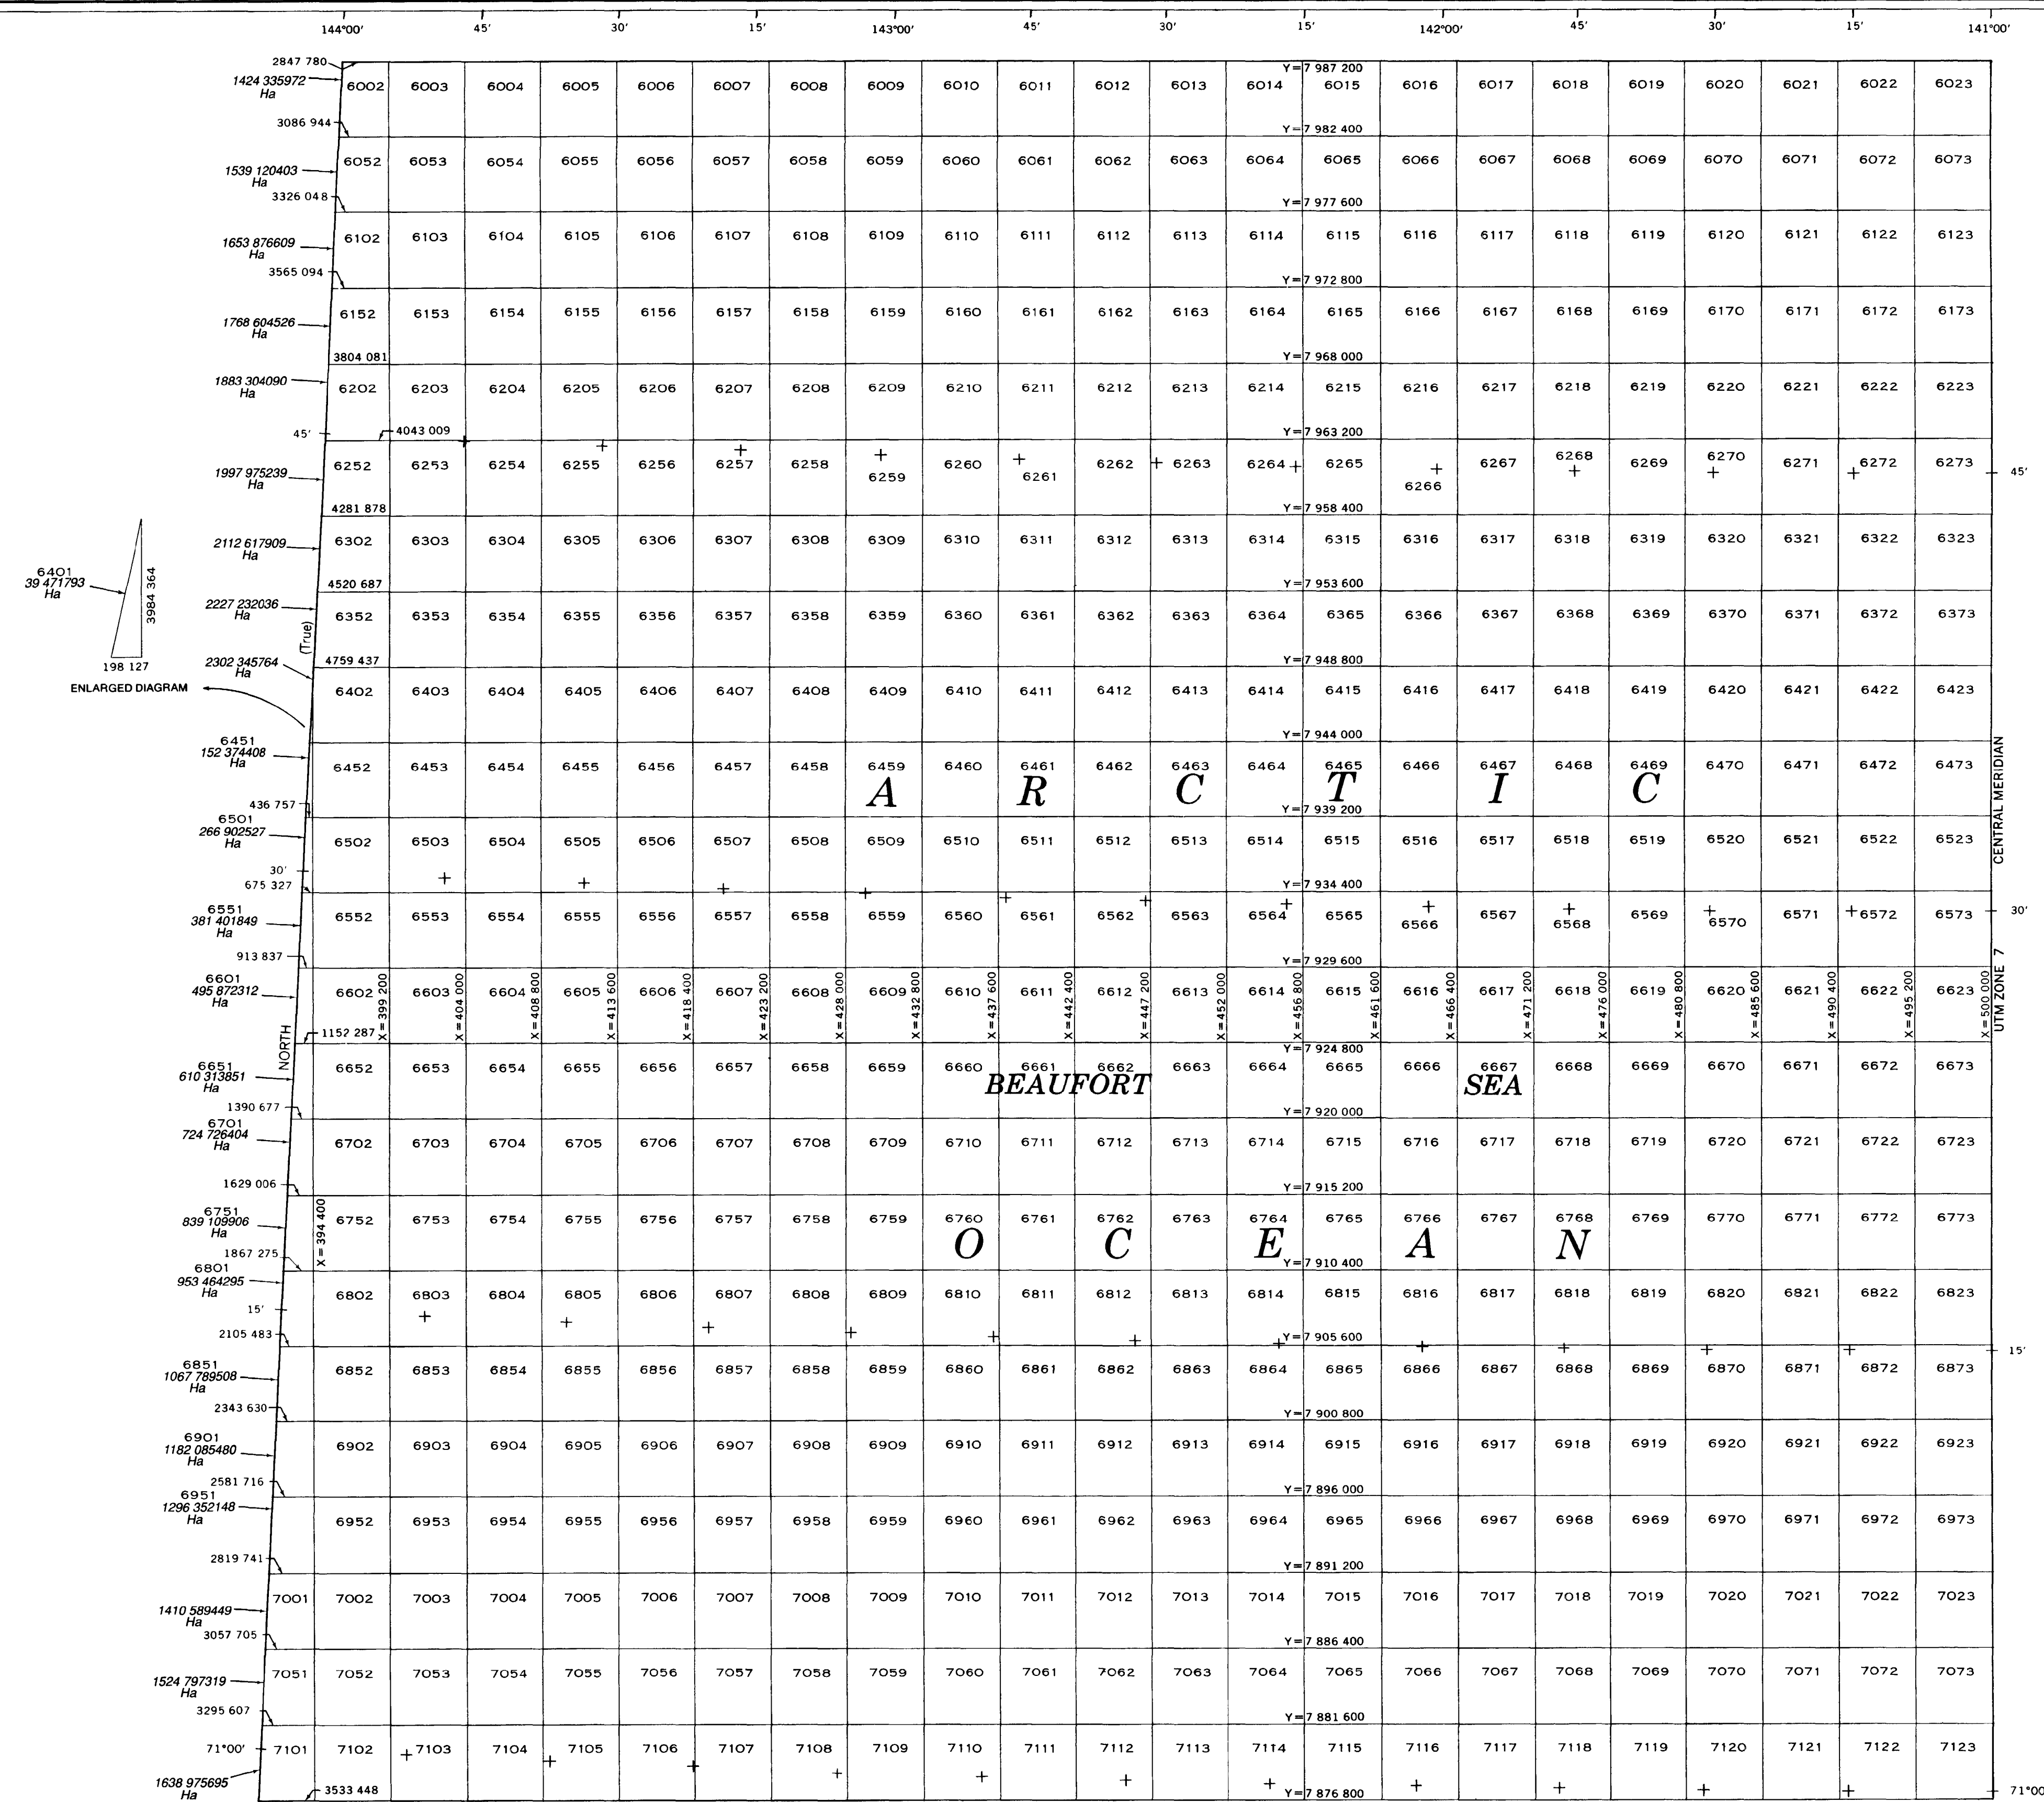 144°00' 45' 30' 15' 143°00' 45' 30' 15' 142°00' 45' 30' 15' 141°00'
2847 780 Y=7 987 200
1424 335972
Ha
6002 6003 6004 6005 6006 6007 6008 6009 6010 6011 6012 6013 6014 6015 6016 6017 6018 6019 6020 6021 6022 6023
3086 944 Y=7 982 400
6052 6053 6054 6055 6056 6057 6058 6059 6060 6061 6062 6063 6064 6065 6066 6067 6068 6069 6070 6071 6072 6073
1539 120403
Ha
3326 048 Y=7 977 600
6102 6103 6104 6105 6106 6107 6108 6109 6110 6111 6112 6113 6114 6115 6116 6117 6118 6119 6120 6121 6122 6123
1653 876609
Ha
3565 094 Y=7 972 800
6152 6153 6154 6155 6156 6157 6158 6159 6160 6161 6162 6163 6164 6165 6166 6167 6168 6169 6170 6171 6172 6173
1768 604526
Ha
3804 081 Y=7 968 000
1883 304090
Ha
6202 6203 6204 6205 6206 6207 6208 6209 6210 6211 6212 6213 6214 6215 6216 6217 6218 6219 6220 6221 6222 6223
45' 4043 009 Y=7 963 200
6252 6253 6254 6255 6256 6257 6258 6259 6260 6261 6262 6263 6264 6265 6266 6267 6268 6269 6270 6271 6272 6273 45'
1997 975239
Ha
4281 878 Y=7 958 400
6302 6303 6304 6305 6306 6307 6308 6309 6310 6311 6312 6313 6314 6315 6316 6317 6318 6319 6320 6321 6322 6323
2112 617909
Ha
6401
39 471793
Ha
3984 364
198 127
ENLARGED DIAGRAM
4520 687 Y=7 953 600
2227 232036
Ha
6352 6353 6354 6355 6356 6357 6358 6359 6360 6361 6362 6363 6364 6365 6366 6367 6368 6369 6370 6371 6372 6373
(True)
4759 437 Y=7 948 800
2302 345764
Ha
6402 6403 6404 6405 6406 6407 6408 6409 6410 6411 6412 6413 6414 6415 6416 6417 6418 6419 6420 6421 6422 6423
Y=7 944 000
6451
152 374408
Ha
6452 6453 6454 6455 6456 6457 6458 6459 6460 6461 6462 6463 6464 6465 6466 6467 6468 6469 6470 6471 6472 6473
ARCTIC
CENTRAL MERIDIAN
436 757 Y=7 939 200
6501
266 902527
Ha
6502 6503 6504 6505 6506 6507 6508 6509 6510 6511 6512 6513 6514 6515 6516 6517 6518 6519 6520 6521 6522 6523
30'
675 327 Y=7 934 400
6551
381 401849
Ha
6552 6553 6554 6555 6556 6557 6558 6559 6560 6561 6562 6563 6564 6565 6566 6567 6568 6569 6570 6571 6572 6573 30'
913 837 Y=7 929 600
6601
495 872312
Ha
6602 6603 6604 6605 6606 6607 6608 6609 6610 6611 6612 6613 6614 6615 6616 6617 6618 6619 6620 6621 6622 6623
X=399 200 X=404 000 X=408 800 X=413 600 X=418 400 X=423 200 X=428 000 X=432 800 X=437 600 X=442 400 X=447 200 X=452 000 X=456 800 X=461 600 X=466 400 X=471 200 X=476 000 X=480 800 X=485 600 X=490 400 X=495 200 X=500 000
UTM ZONE 7
NORTH
1152 287 Y=7 924 800
6651
610 313851
Ha
6652 6653 6654 6655 6656 6657 6658 6659 6660 6661 6662 6663 6664 6665 6666 6667 6668 6669 6670 6671 6672 6673
BEAUFORT SEA
1390 677 Y=7 920 000
6701
724 726404
Ha
6702 6703 6704 6705 6706 6707 6708 6709 6710 6711 6712 6713 6714 6715 6716 6717 6718 6719 6720 6721 6722 6723
1629 006 Y=7 915 200
6751
839 109906
Ha
X=394 400
6752 6753 6754 6755 6756 6757 6758 6759 6760 6761 6762 6763 6764 6765 6766 6767 6768 6769 6770 6771 6772 6773
OCEAN
1867 275 Y=7 910 400
6801
953 464295
Ha
6802 6803 6804 6805 6806 6807 6808 6809 6810 6811 6812 6813 6814 6815 6816 6817 6818 6819 6820 6821 6822 6823
15'
2105 483 Y=7 905 600
15'
6851
1067 789508
Ha
6852 6853 6854 6855 6856 6857 6858 6859 6860 6861 6862 6863 6864 6865 6866 6867 6868 6869 6870 6871 6872 6873
2343 630 Y=7 900 800
6901
1182 085480
Ha
6902 6903 6904 6905 6906 6907 6908 6909 6910 6911 6912 6913 6914 6915 6916 6917 6918 6919 6920 6921 6922 6923
2581 716 Y=7 896 000
6951
1296 352148
Ha
6952 6953 6954 6955 6956 6957 6958 6959 6960 6961 6962 6963 6964 6965 6966 6967 6968 6969 6970 6971 6972 6973
2819 741 Y=7 891 200
7001 7002 7003 7004 7005 7006 7007 7008 7009 7010 7011 7012 7013 7014 7015 7016 7017 7018 7019 7020 7021 7022 7023
1410 589449
Ha
3057 705 Y=7 886 400
7051 7052 7053 7054 7055 7056 7057 7058 7059 7060 7061 7062 7063 7064 7065 7066 7067 7068 7069 7070 7071 7072 7073
1524 797319
Ha
3295 607 Y=7 881 600
71°00' 7101 7102 7103 7104 7105 7106 7107 7108 7109 7110 7111 7112 7113 7114 7115 7116 7117 7118 7119 7120 7121 7122 7123
1638 975695
Ha
3533 448 Y=7 876 800 71°00